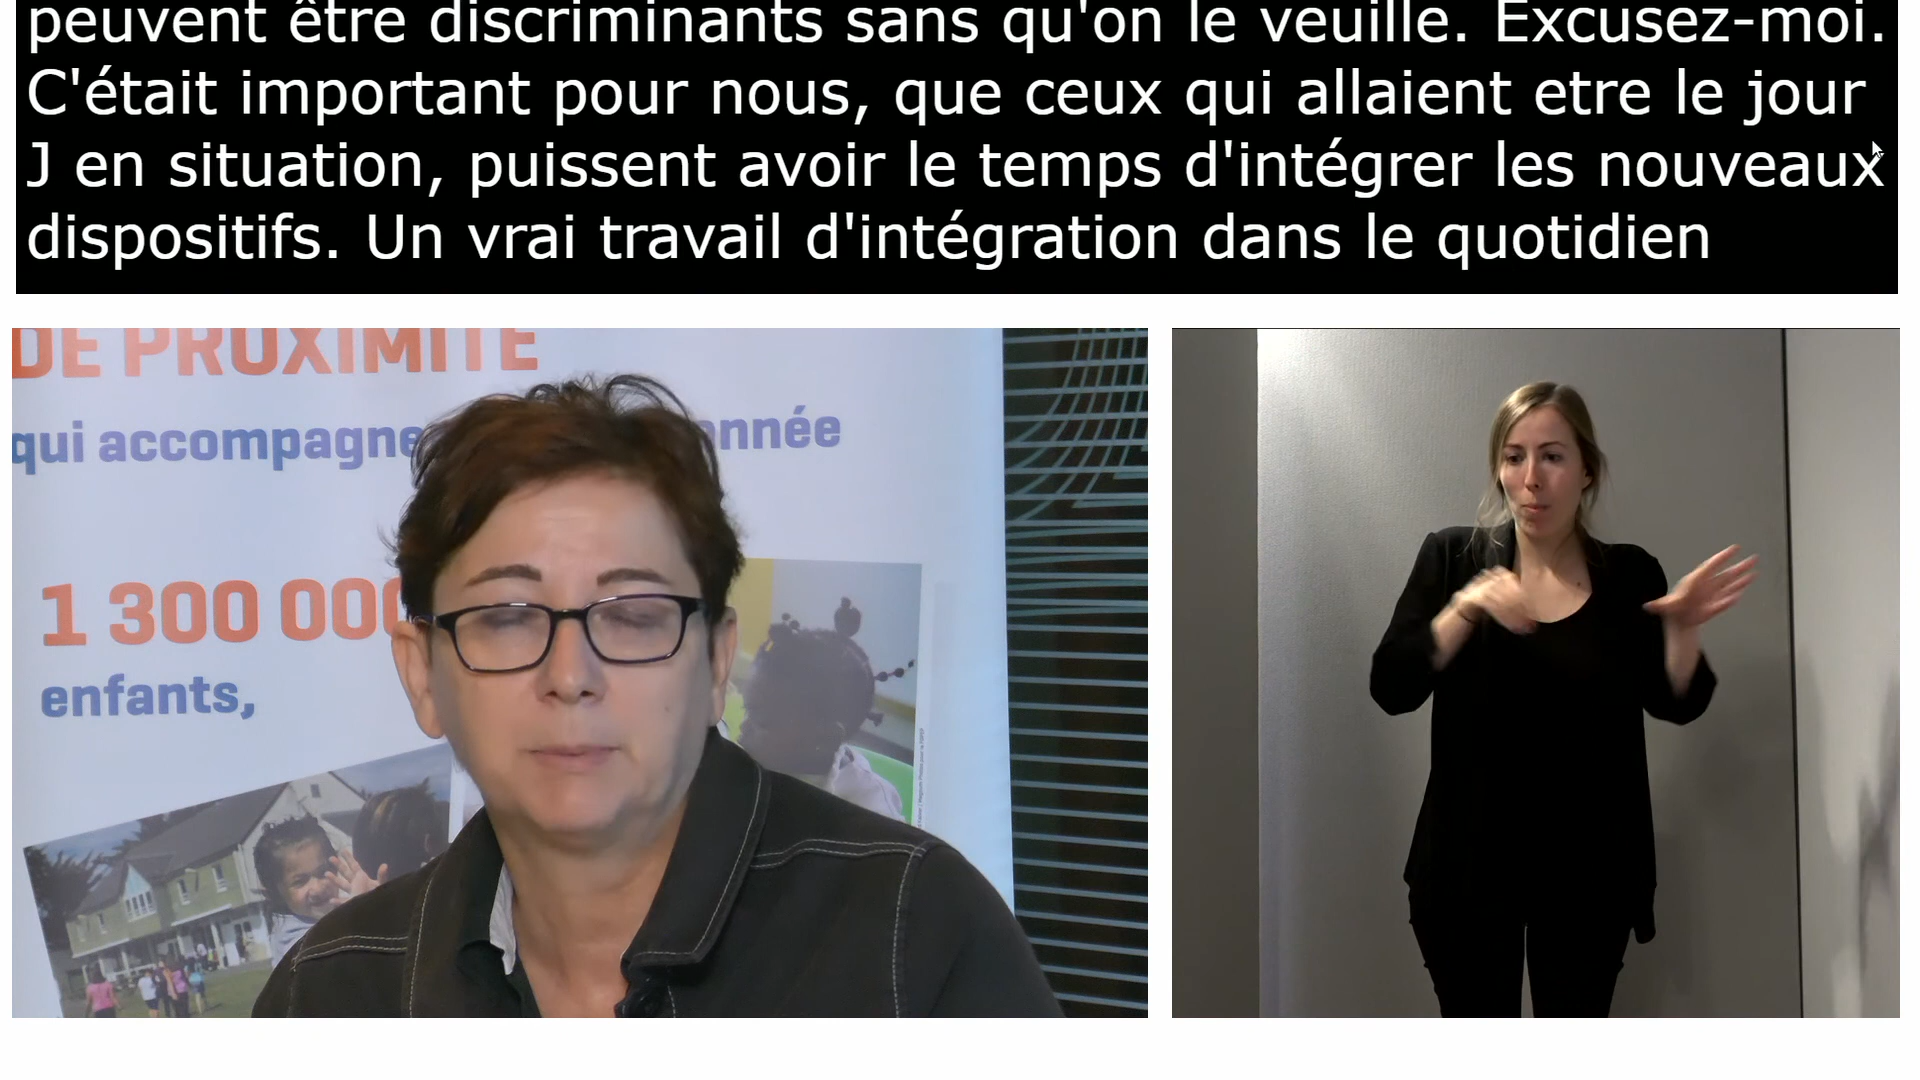 peuvent être discriminants sans qu'on le veuille. Excusez-moi.
C'était important pour nous, que ceux qui allaient etre le jour
J en situation, puissent avoir le temps d'intégrer les nouveaux
dispositifs. Un vrai travail d'intégration dans le quotidien
DE PROXIMITÉ
qui accompagne
année
1 300 000
enfants,